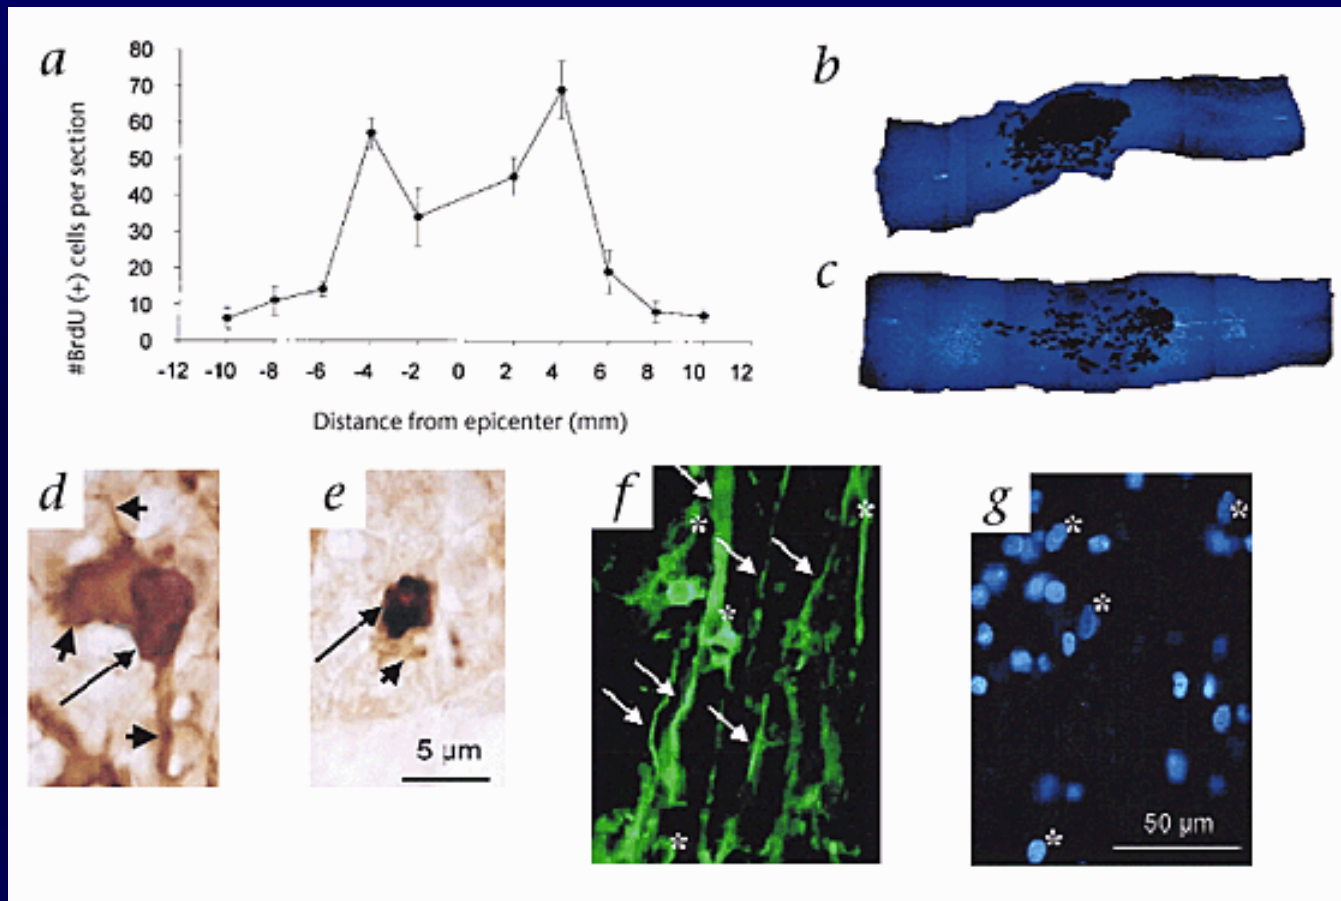 a
80
70
60
50
40
30
20
10
0
#BrdU (+) cells per section
-12 -10 -8 -6 -4 -2 0 2 4 6 8 10 12
Distance from epicenter (mm)
b
c
d
e
5 µm
f
* *
*
*
g
* *
*
*
50 µm